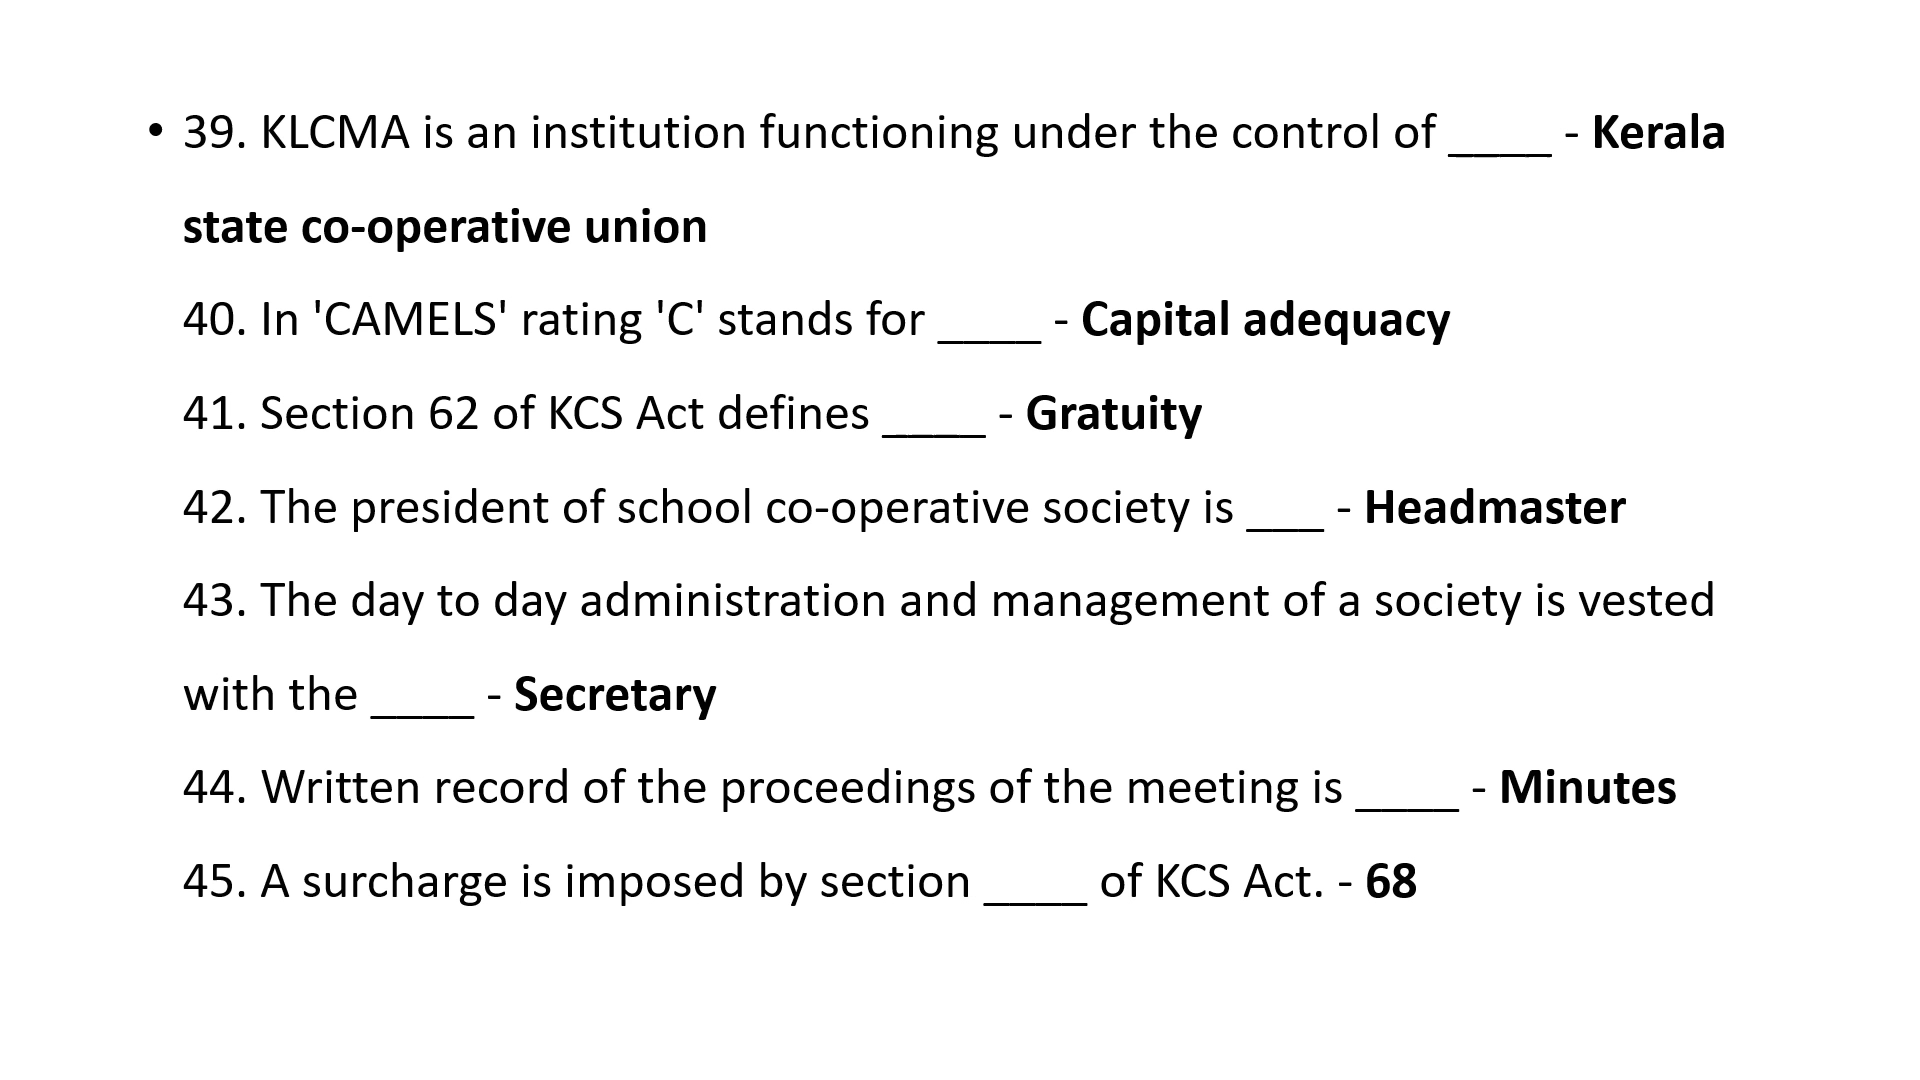 • 39. KLCMA is an institution functioning under the control of ____ - Kerala
state co-operative union
40. In 'CAMELS' rating 'C' stands for ____ - Capital adequacy
41. Section 62 of KCS Act defines ____ - Gratuity
42. The president of school co-operative society is ___ - Headmaster
43. The day to day administration and management of a society is vested
with the ____ - Secretary
44. Written record of the proceedings of the meeting is ____ - Minutes
45. A surcharge is imposed by section ____ of KCS Act. - 68